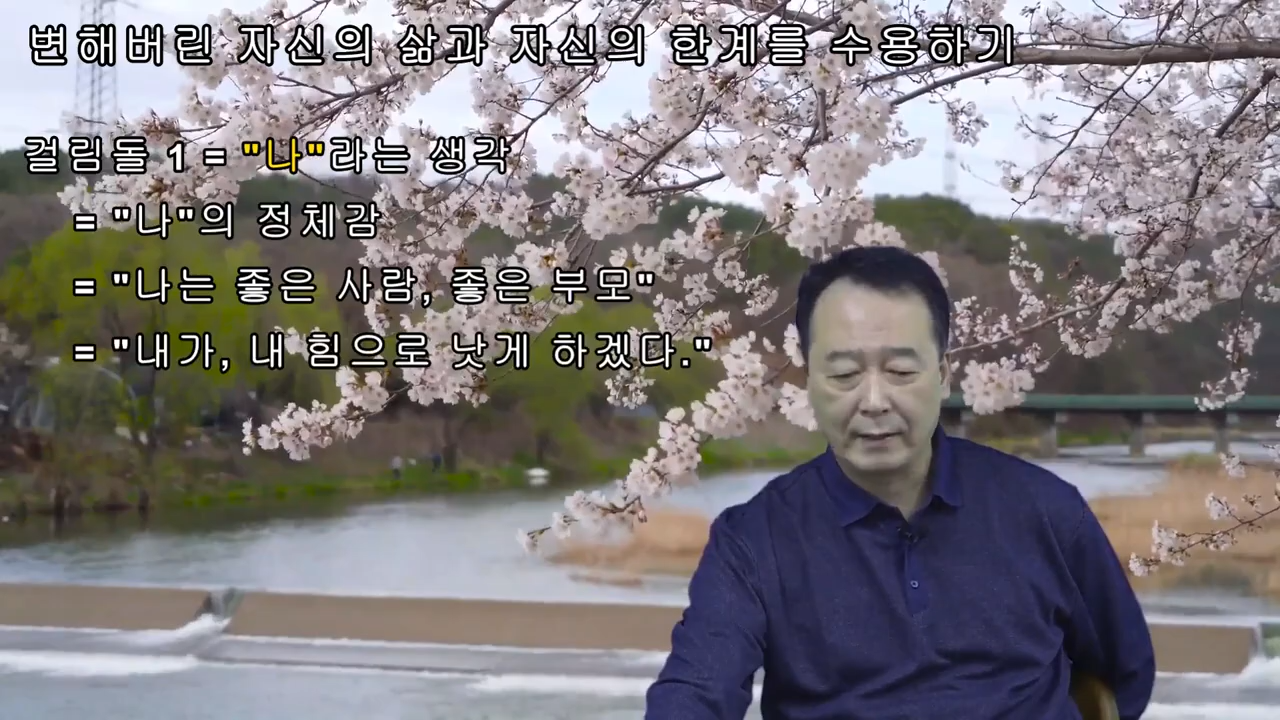 변해버린 자신의 삶과 자신의 한계를 수용하기
걸림돌 1 = "나"라는 생각
= "나"의 정체감
= "나는 좋은 사람, 좋은 부모"
= "내가, 내 힘으로 낫게 하겠다."